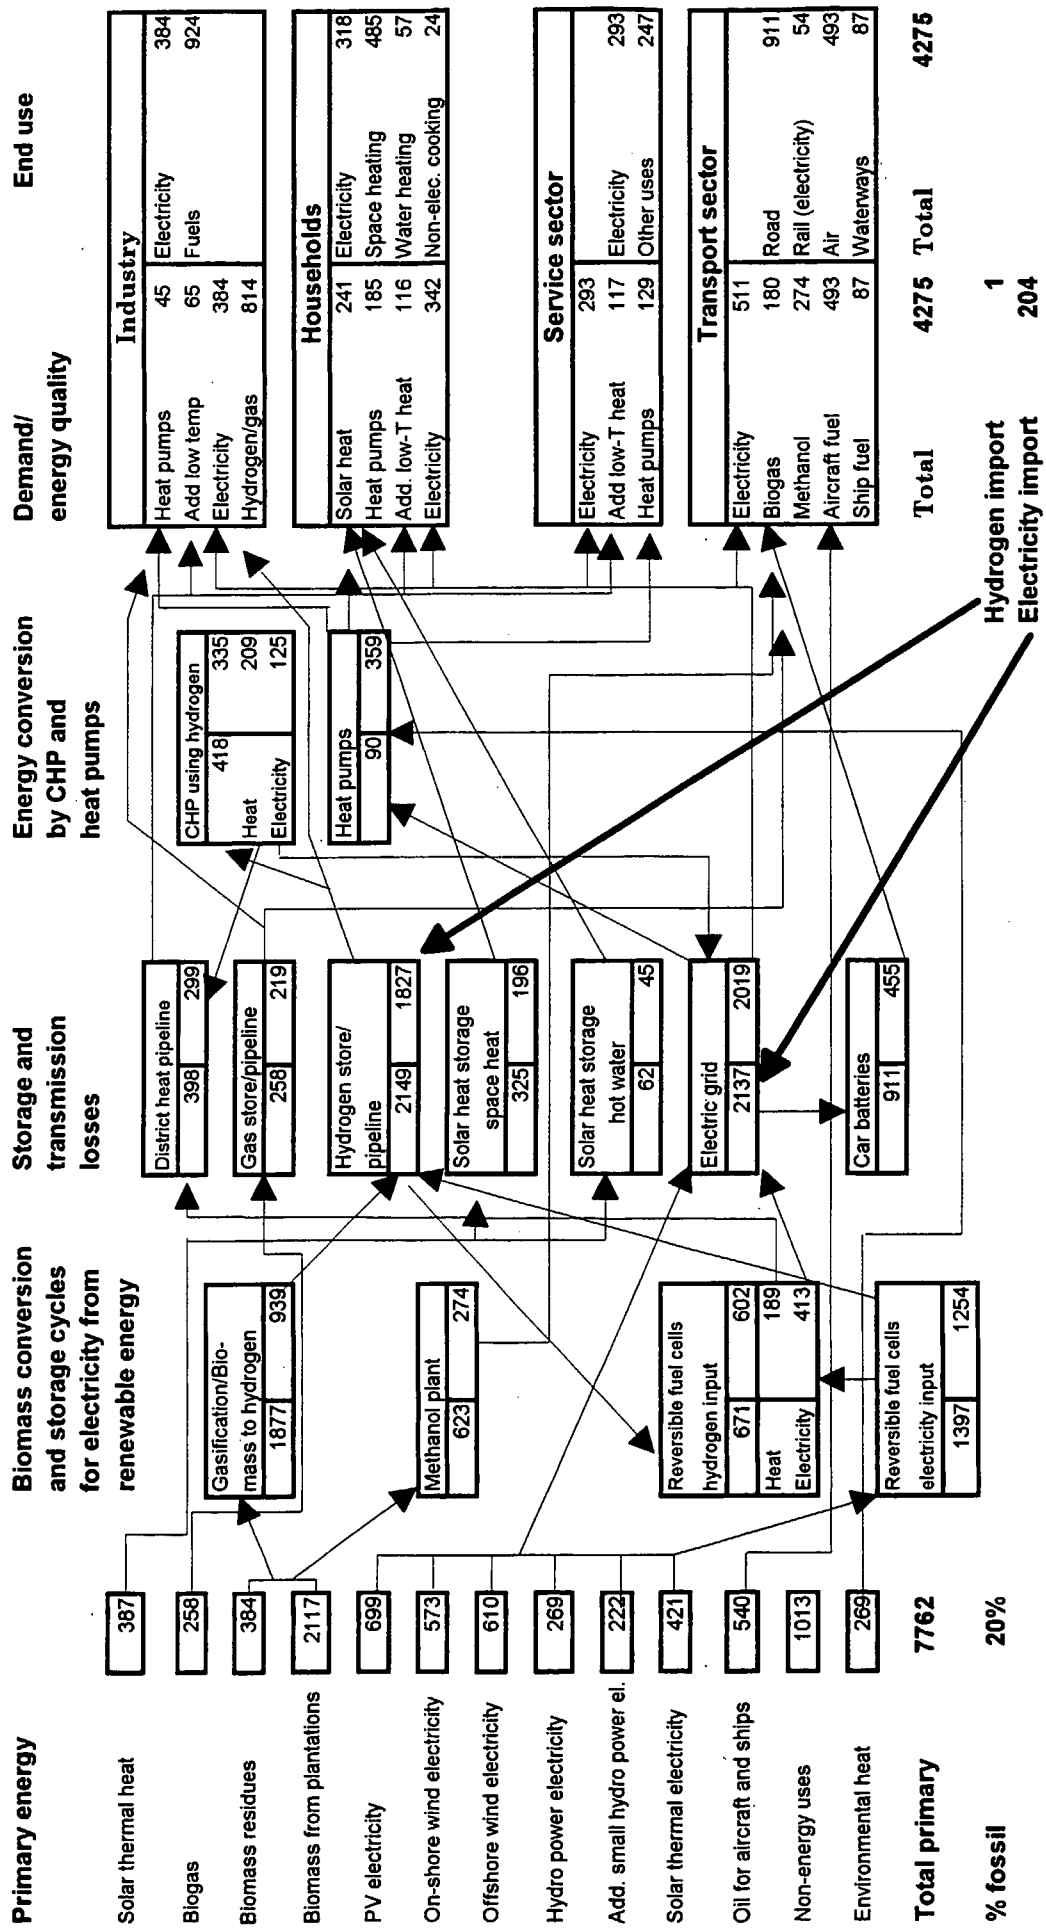 Primary energy
Solar thermal heat
387
Biogas
258
Biomass residues
384
Biomass from plantations
2117
PV electricity
699
On-shore wind electricity
573
Offshore wind electricity
610
Hydro power electricity
269
Add. small hydro power el.
222
Solar thermal electricity
421
Oil for aircraft and ships
540
Non-energy uses
1013
Environmental heat
269
Total primary
7762
% fossil
20%
Biomass conversion
and storage cycles
for electricity from
renewable energy
Gasification/Bio-
mass to hydrogen
1877 939
Methanol plant
623 274
Reversible fuel cells
hydrogen input
671 602
Heat 189
Electricity 413
Reversible fuel cells
electricity input
1397 1254
Storage and
transmission
losses
District heat pipeline
398 299
Gas store/pipeline
258 219
Hydrogen store/
pipeline
2149 1827
Solar heat storage
space heat
325 196
Solar heat storage
hot water
62 45
Electric grid
2137 2019
Car batteries
911 455
Energy conversion
by CHP and
heat pumps
CHP using hydrogen
418 335
Heat 209
Electricity 125
Heat pumps
90 359
Demand/
energy quality
End use
Industry
Heat pumps 45 Electricity 384
Add low temp 65 Fuels 924
Electricity 384
Hydrogen/gas 814
Households
Solar heat 241 Electricity 318
Heat pumps 185 Space heating 485
Add. low-T heat 116 Water heating 57
Electricity 342 Non-elec. cooking 24
Service sector
Electricity 293
Add low-T heat 117 Electricity 293
Heat pumps 129 Other uses 247
Transport sector
Electricity 511
Biogas 180 Road 911
Methanol 274 Rail (electricity) 54
Aircraft fuel 493 Air 493
Ship fuel 87 Waterways 87
Total 4275 Total 4275
Hydrogen import 1
Electricity import 204